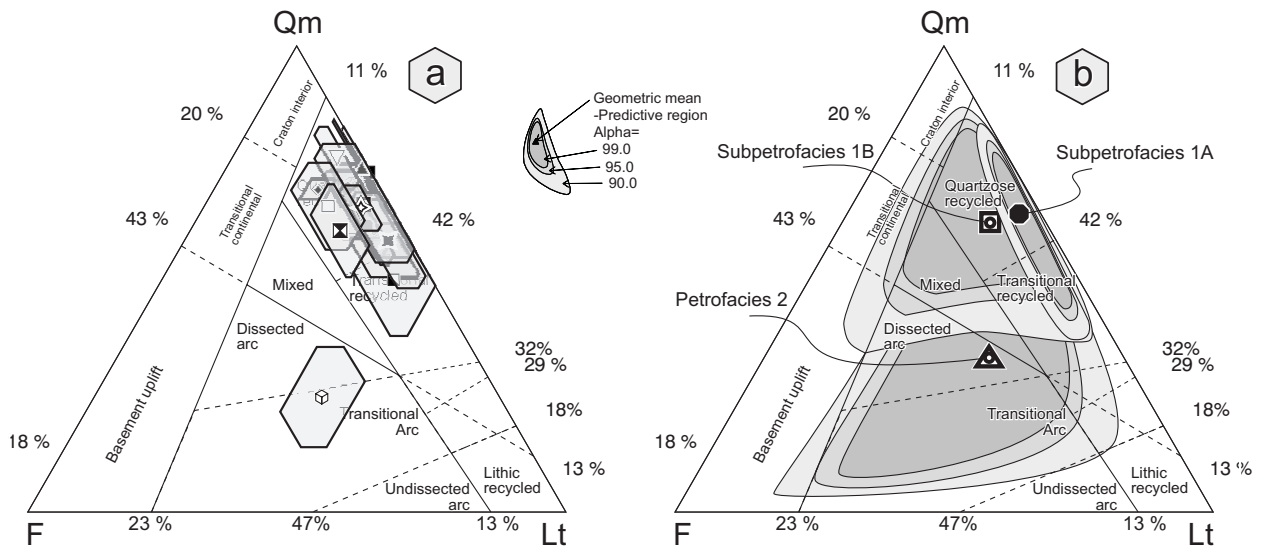 Qm
11 %
a
Craton interior
20 %
Transitional
continental
43 %
42 %
Mixed
Transitional
recycled
Dissected
arc
32%
29 %
Basement uplift
Transitional
Arc
18%
18 %
13 %
Lithic
recycled
Undissected
arc
F
23 %
47%
13 %
Lt
Geometric mean
-Predictive region
Alpha=
99.0
95.0
90.0
Qm
11 %
b
Craton interior
20 %
Subpetrofacies 1B
Subpetrofacies 1A
Quartzose
recycled
Transitional
continental
43 %
42 %
Mixed
Transitional
recycled
Petrofacies 2
Dissected
arc
32%
29 %
Basement uplift
Transitional
Arc
18%
18 %
13 %
Lithic
recycled
Undissected
arc
F
23 %
47%
13 %
Lt